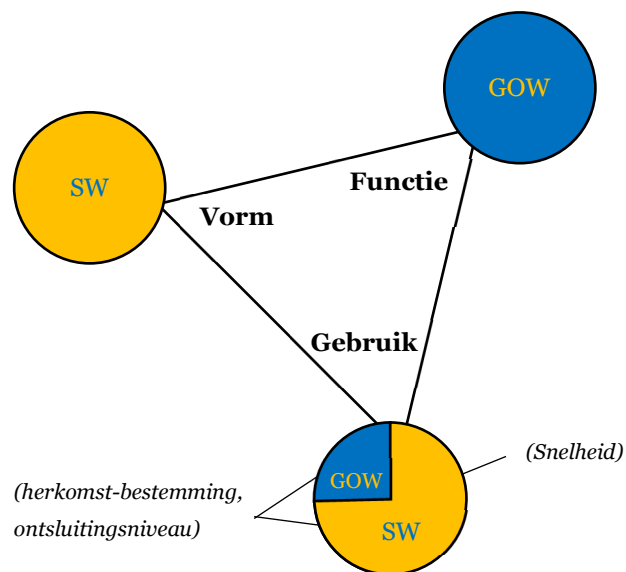 GOW
SW
Functie
Vorm
Gebruik
(Snelheid)
GOW
(herkomst-bestemming,
ontsluitingsniveau)
SW